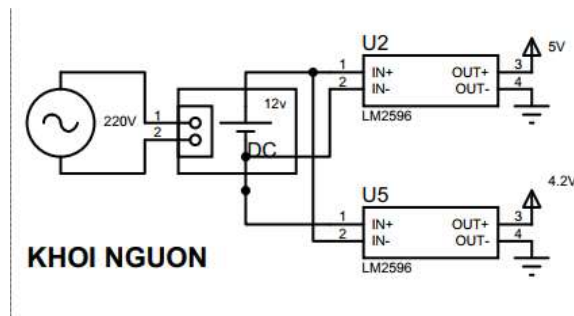 220V
1
2
12v
DC
U2
1
2
IN+
IN-
OUT+
OUT-
3
4
LM2596
5V
U5
1
2
IN+
IN-
OUT+
OUT-
3
4
LM2596
4.2V
KHOI NGUON